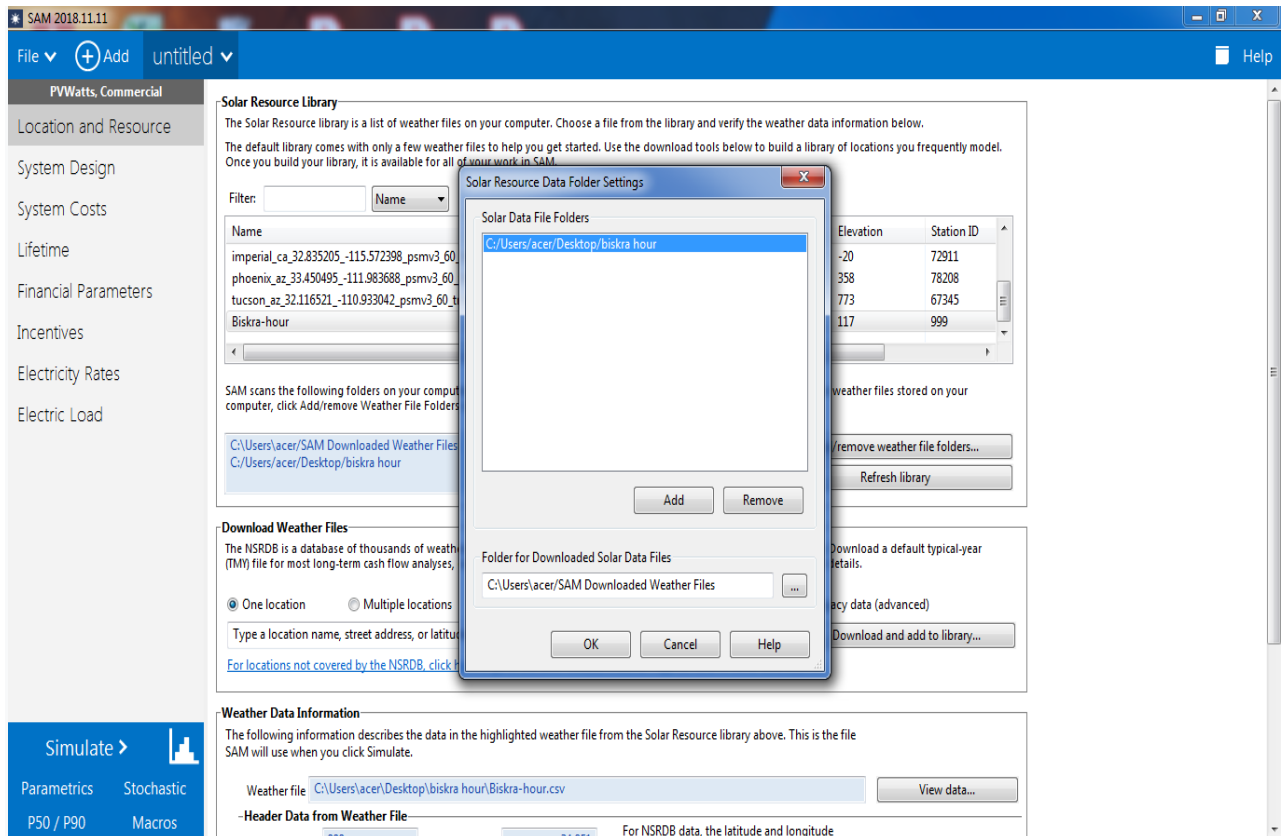 SAM 2018.11.11
File Add untitled Help
PVWatts, Commercial
Location and Resource
System Design
System Costs
Lifetime
Financial Parameters
Incentives
Electricity Rates
Electric Load
Simulate >
Parametrics Stochastic
P50 / P90 Macros
Solar Resource Library
The Solar Resource library is a list of weather files on your computer. Choose a file from the library and verify the weather data information below.
The default library comes with only a few weather files to help you get started. Use the download tools below to build a library of locations you frequently model.
Once you build your library, it is available for all of your work in SAM.
Filter: Name
Name Elevation Station ID
imperial_ca_32.835205_-115.572398_psmv3_60_ -20 72911
phoenix_az_33.450495_-111.983688_psmv3_60_ 358 78208
tucson_az_32.116521_-110.933042_psmv3_60_t 773 67345
Biskra-hour 117 999
SAM scans the following folders on your comput weather files stored on your
computer, click Add/remove Weather File Folders
C:\Users\acer/SAM Downloaded Weather Files
C:/Users/acer/Desktop/biskra hour
/remove weather file folders...
Refresh library
Solar Resource Data Folder Settings
Solar Data File Folders
C:/Users/acer/Desktop/biskra hour
Add Remove
Folder for Downloaded Solar Data Files
C:\Users\acer/SAM Downloaded Weather Files ...
OK Cancel Help
Download Weather Files
The NSRDB is a database of thousands of weath Download a default typical-year
(TMY) file for most long-term cash flow analyses, details.
One location Multiple locations acy data (advanced)
Type a location name, street address, or latitu Download and add to library...
For locations not covered by the NSRDB, click h
Weather Data Information
The following information describes the data in the highlighted weather file from the Solar Resource library above. This is the file
SAM will use when you click Simulate.
Weather file C:\Users\acer\Desktop\biskra hour\Biskra-hour.csv View data...
Header Data from Weather File
For NSRDB data, the latitude and longitude